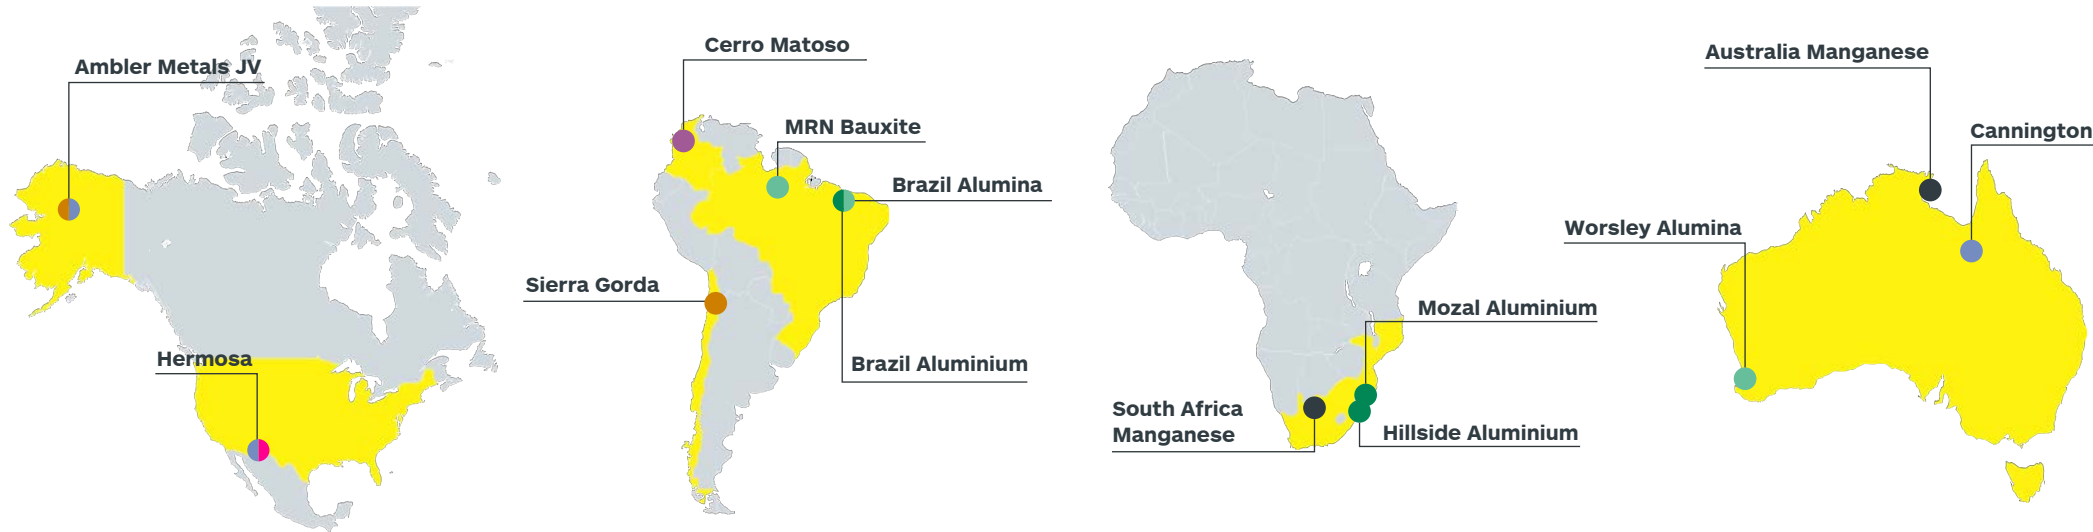 Ambler Metals JV
Hermosa
Cerro Matoso
MRN Bauxite
Brazil Alumina
Sierra Gorda
Brazil Aluminium
Mozal Aluminium
South Africa
Manganese
Hillside Aluminium
Australia Manganese
Cannington
Worsley Alumina